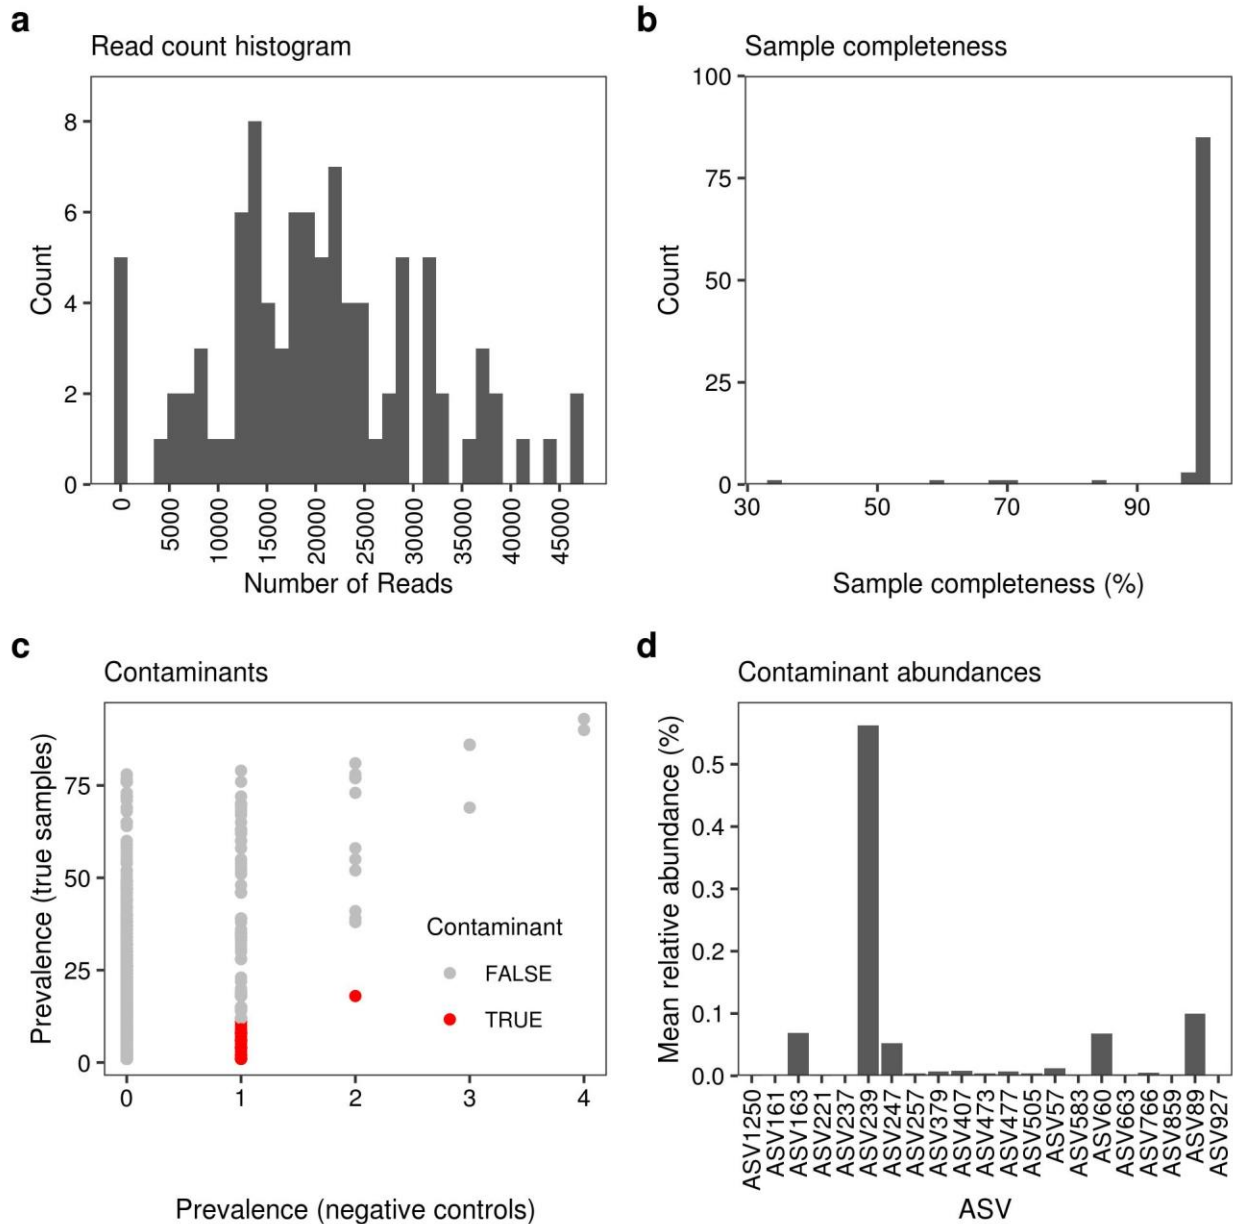 a
Read count histogram
8
6
4
2
0
Count
0
5000
10000
15000
20000
25000
30000
35000
40000
45000
Number of Reads
b
Sample completeness
100
75
50
25
0
Count
30
50
70
90
Sample completeness (%)
c
Contaminants
75
50
25
0
Prevalence (true samples)
Contaminant
FALSE
TRUE
0
1
2
3
4
Prevalence (negative controls)
d
Contaminant abundances
0.5
0.4
0.3
0.2
0.1
0.0
Mean relative abundance (%)
ASV1250
ASV161
ASV163
ASV221
ASV237
ASV239
ASV247
ASV257
ASV379
ASV407
ASV473
ASV477
ASV505
ASV57
ASV583
ASV60
ASV663
ASV766
ASV859
ASV89
ASV927
ASV